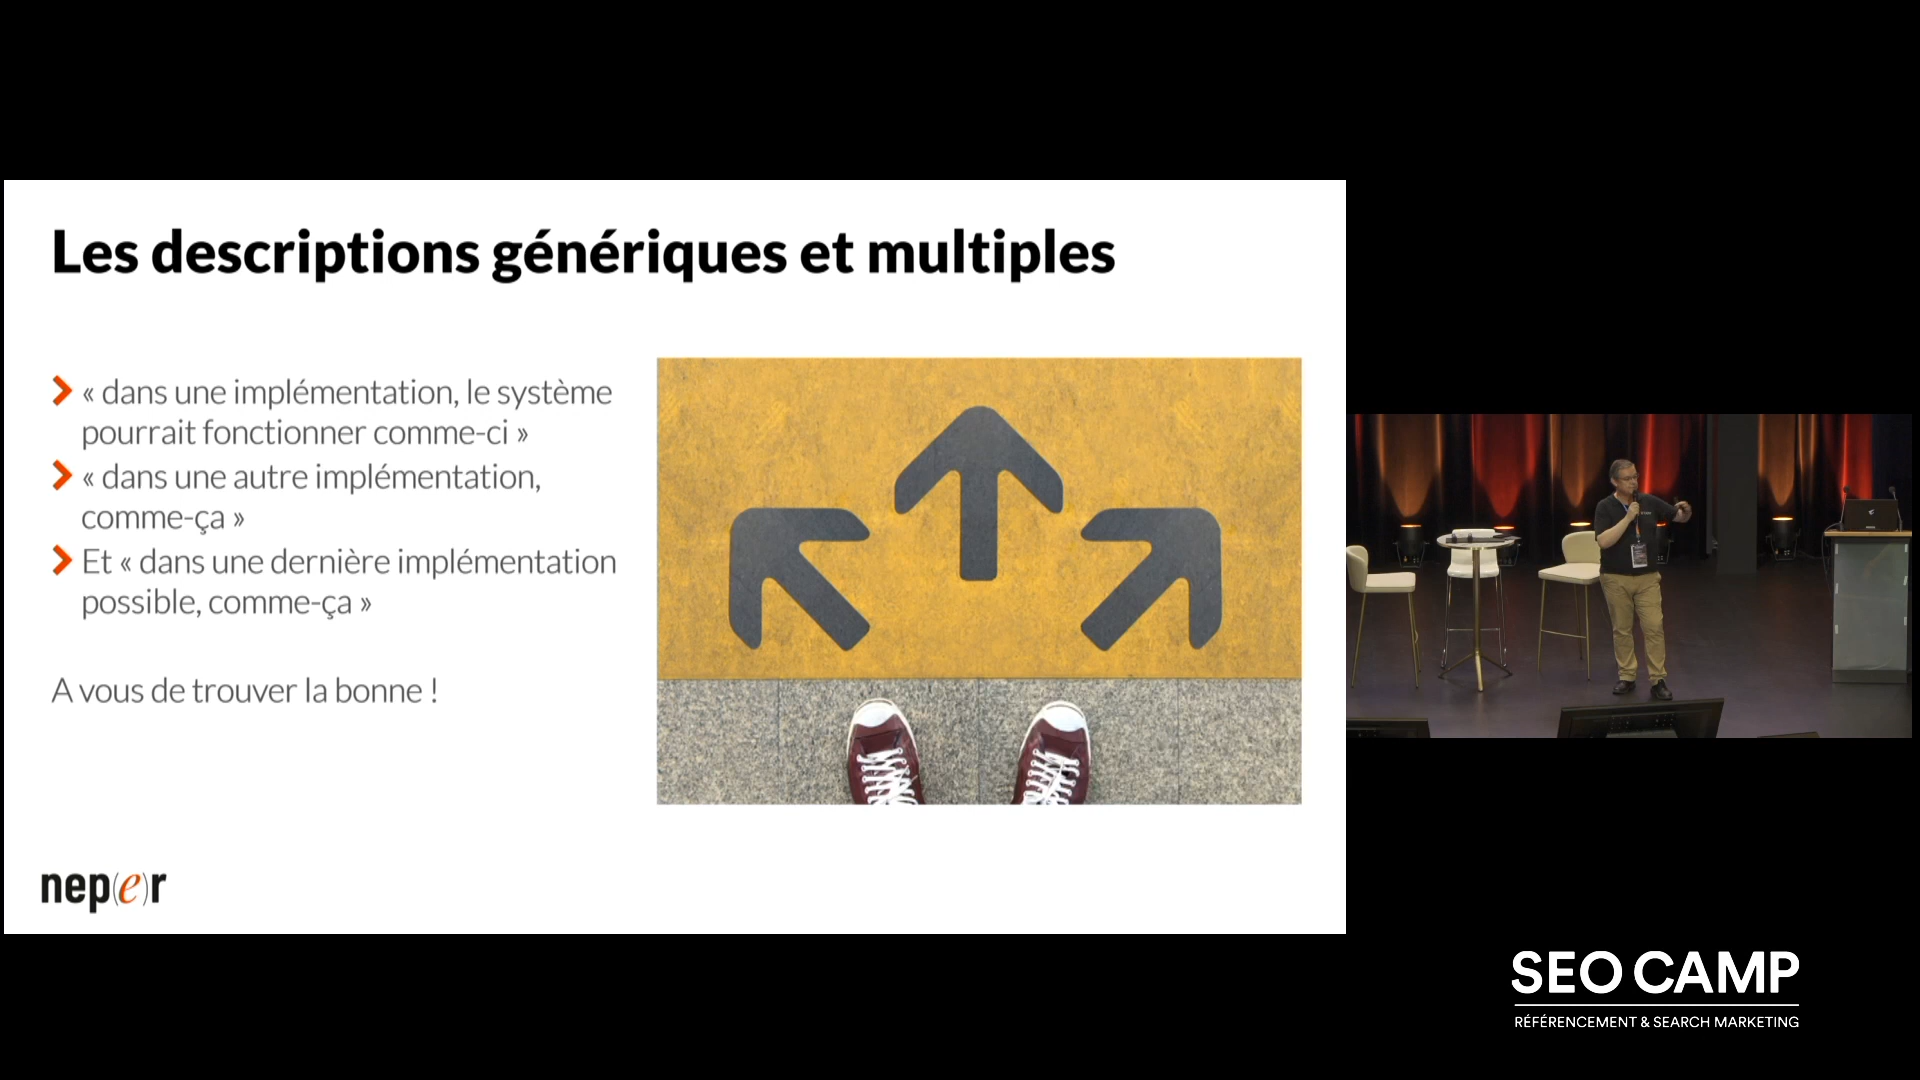 Les descriptions génériques et multiples
« dans une implémentation, le système
pourrait fonctionner comme-ci »
« dans une autre implémentation,
comme-ça »
Et « dans une dernière implémentation
possible, comme-ça »
A vous de trouver la bonne !
nep(e)r
SEO CAMP
RÉFÉRENCEMENT & SEARCH MARKETING